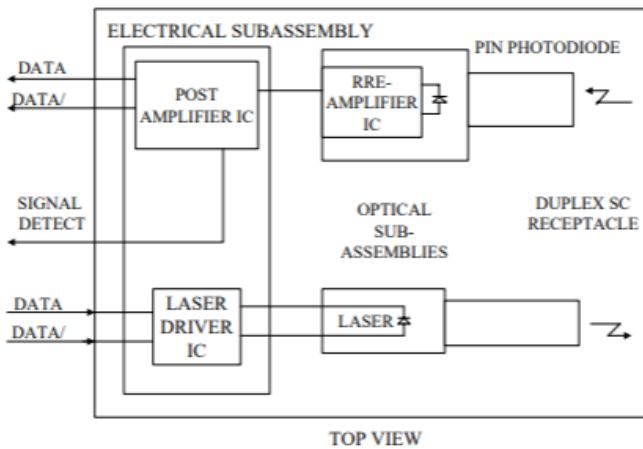 ELECTRICAL SUBASSEMBLY
PIN PHOTODIODE
DATA
DATA/
POST
AMPLIFIER IC
RRE-
AMPLIFIER
IC
SIGNAL
DETECT
OPTICAL
SUB-
ASSEMBLIES
DUPLEX SC
RECEPTACLE
DATA
DATA/
LASER
DRIVER
IC
LASER
TOP VIEW